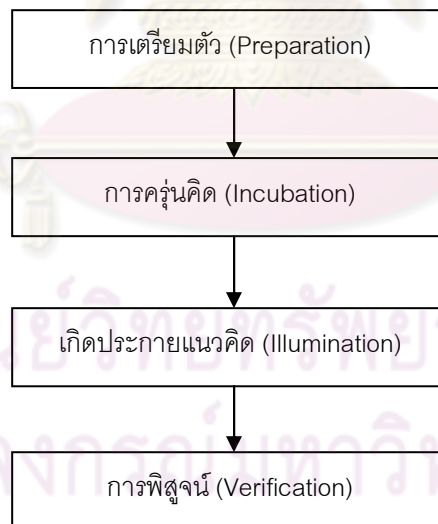 การเตรียมตัว (Preparation)
การครุ่นคิด (Incubation)
เกิดประกายแนวคิด (Illumination)
การพิสูจน์ (Verification)